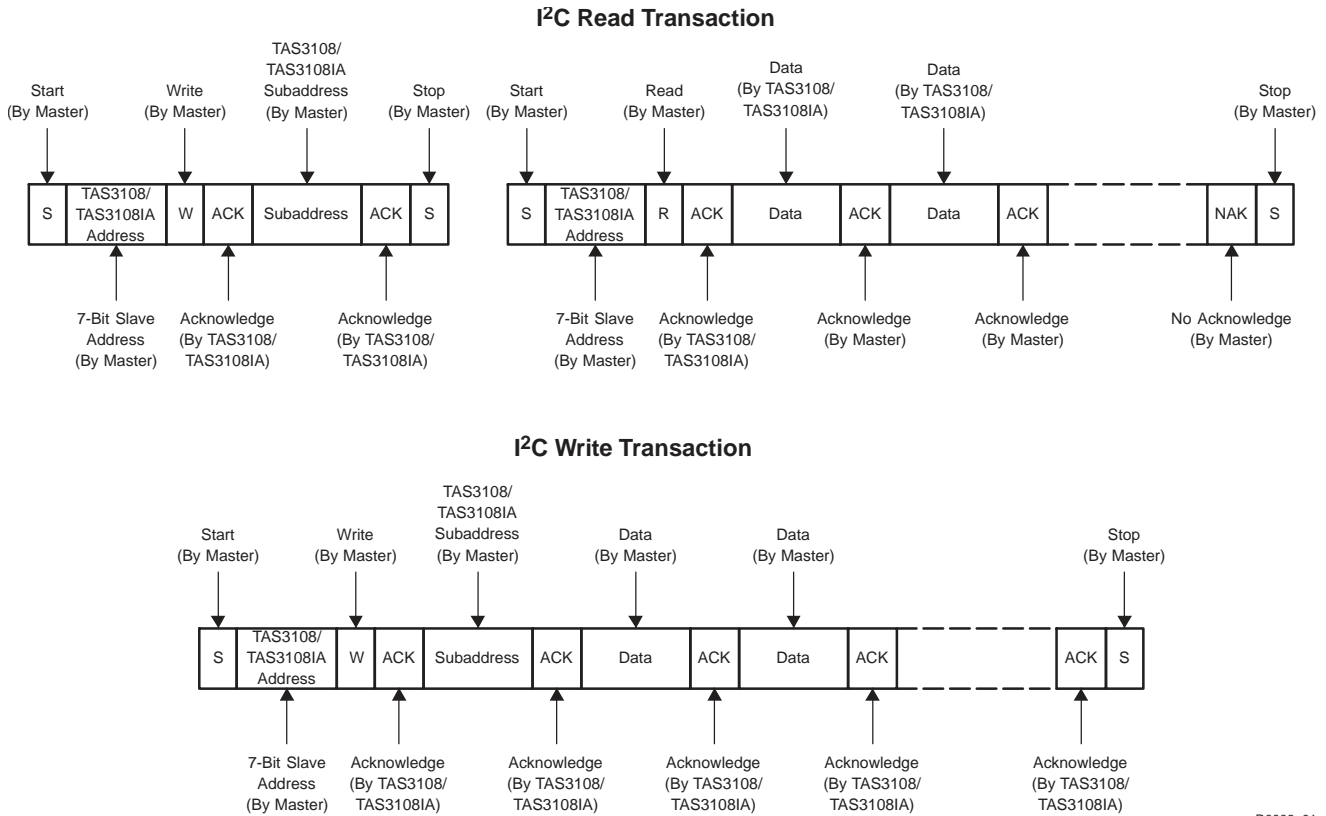 I2C Read Transaction
Start
(By Master)
Write
(By Master)
TAS3108/
TAS3108IA
Subaddress
(By Master)
Stop
(By Master)
Start
(By Master)
Read
(By Master)
Data
(By TAS3108/
TAS3108IA)
Data
(By TAS3108/
TAS3108IA)
Stop
(By Master)
S
TAS3108/
TAS3108IA
Address
W
ACK
Subaddress
ACK
S
S
TAS3108/
TAS3108IA
Address
R
ACK
Data
ACK
Data
ACK
NAK
S
7-Bit Slave
Address
(By Master)
Acknowledge
(By TAS3108/
TAS3108IA)
Acknowledge
(By TAS3108/
TAS3108IA)
7-Bit Slave
Address
(By Master)
Acknowledge
(By TAS3108/
TAS3108IA)
Acknowledge
(By Master)
Acknowledge
(By Master)
No Acknowledge
(By Master)
I2C Write Transaction
Start
(By Master)
Write
(By Master)
TAS3108/
TAS3108IA
Subaddress
(By Master)
Data
(By Master)
Data
(By Master)
Stop
(By Master)
S
TAS3108/
TAS3108IA
Address
W
ACK
Subaddress
ACK
Data
ACK
Data
ACK
ACK
S
7-Bit Slave
Address
(By Master)
Acknowledge
(By TAS3108/
TAS3108IA)
Acknowledge
(By TAS3108/
TAS3108IA)
Acknowledge
(By TAS3108/
TAS3108IA)
Acknowledge
(By TAS3108/
TAS3108IA)
Acknowledge
(By TAS3108/
TAS3108IA)